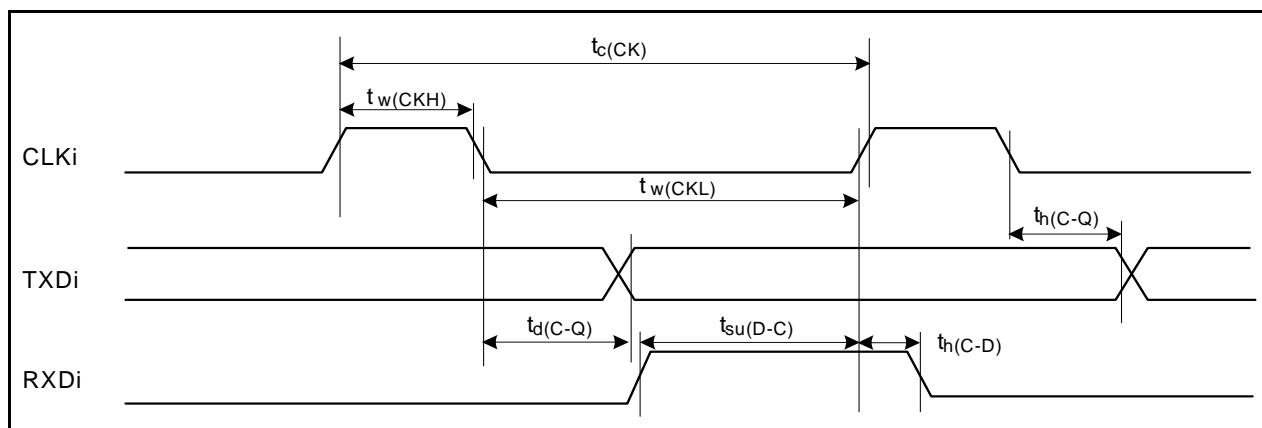 tc(CK)
tw(CKH)
CLKi
tw(CKL)
th(C-Q)
TXDi
td(C-Q)
tsu(D-C)
th(C-D)
RXDi